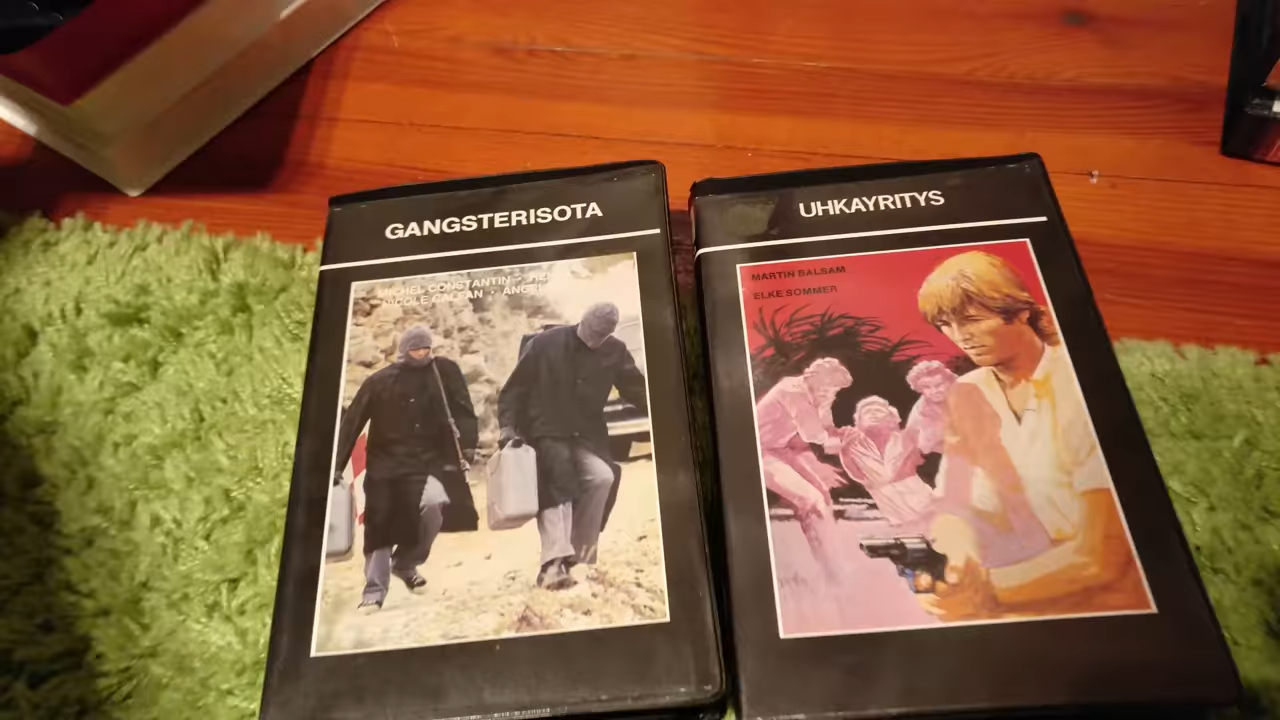 GANGSTERISOTA
MICHEL CONSTANTIN
NICOLE CALFAN •
UHKAYRITYS
MARTIN BALSAM
ELKE SOMMER